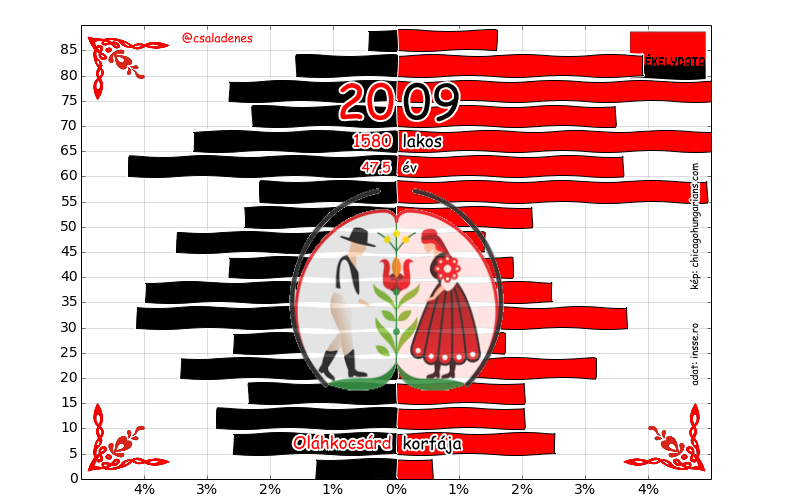 @csaladenes
ÉKELYDATA
2009
1580 lakos
47.5 év
kép: chicagohungarians.com
adat: insse.ro
Oláhkocsárd korfája
85
80
75
70
65
60
55
50
45
40
35
30
25
20
15
10
5
0
4% 3% 2% 1% 0% 1% 2% 3% 4%